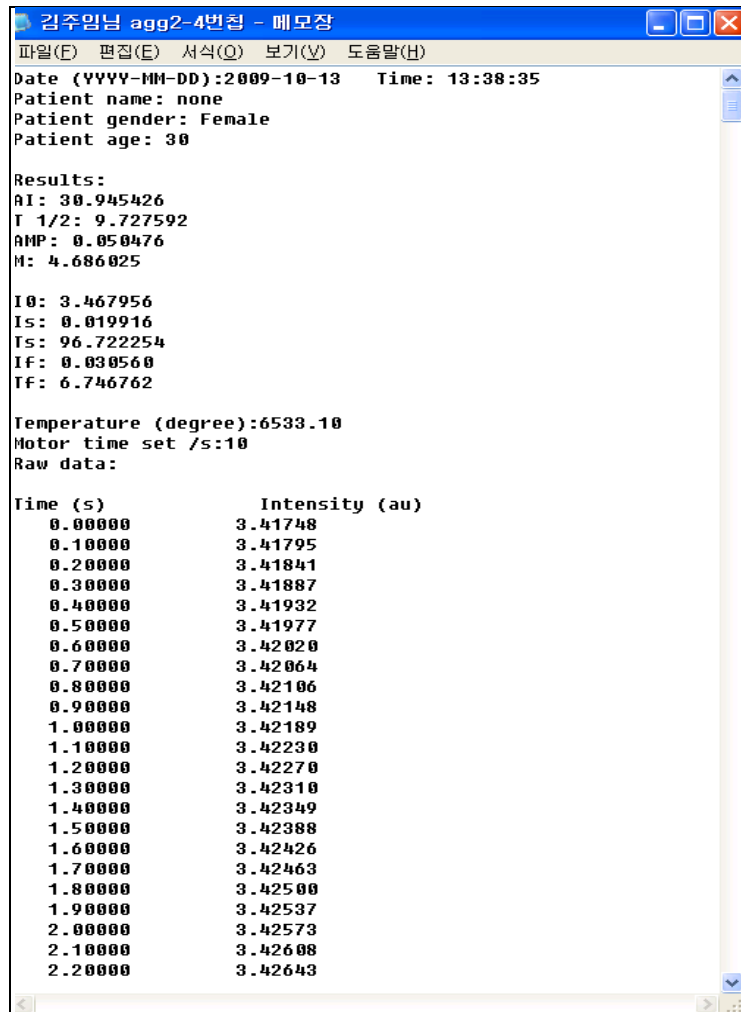 김주임님 agg2-4번칩 - 메모장
파일(F) 편집(E) 서식(O) 보기(V) 도움말(H)
Date (YYYY-MM-DD):2009-10-13 Time: 13:38:35
Patient name: none
Patient gender: Female
Patient age: 30
Results:
AI: 30.945426
T 1/2: 9.727592
AMP: 0.050476
M: 4.686025
I0: 3.467956
Is: 0.019916
Ts: 96.722254
If: 0.030560
Tf: 6.746762
Temperature (degree):6533.10
Motor time set /s:10
Raw data:
Time (s) Intensity (au)
0.00000 3.41748
0.10000 3.41795
0.20000 3.41841
0.30000 3.41887
0.40000 3.41932
0.50000 3.41977
0.60000 3.42020
0.70000 3.42064
0.80000 3.42106
0.90000 3.42148
1.00000 3.42189
1.10000 3.42230
1.20000 3.42270
1.30000 3.42310
1.40000 3.42349
1.50000 3.42388
1.60000 3.42426
1.70000 3.42463
1.80000 3.42500
1.90000 3.42537
2.00000 3.42573
2.10000 3.42608
2.20000 3.42643